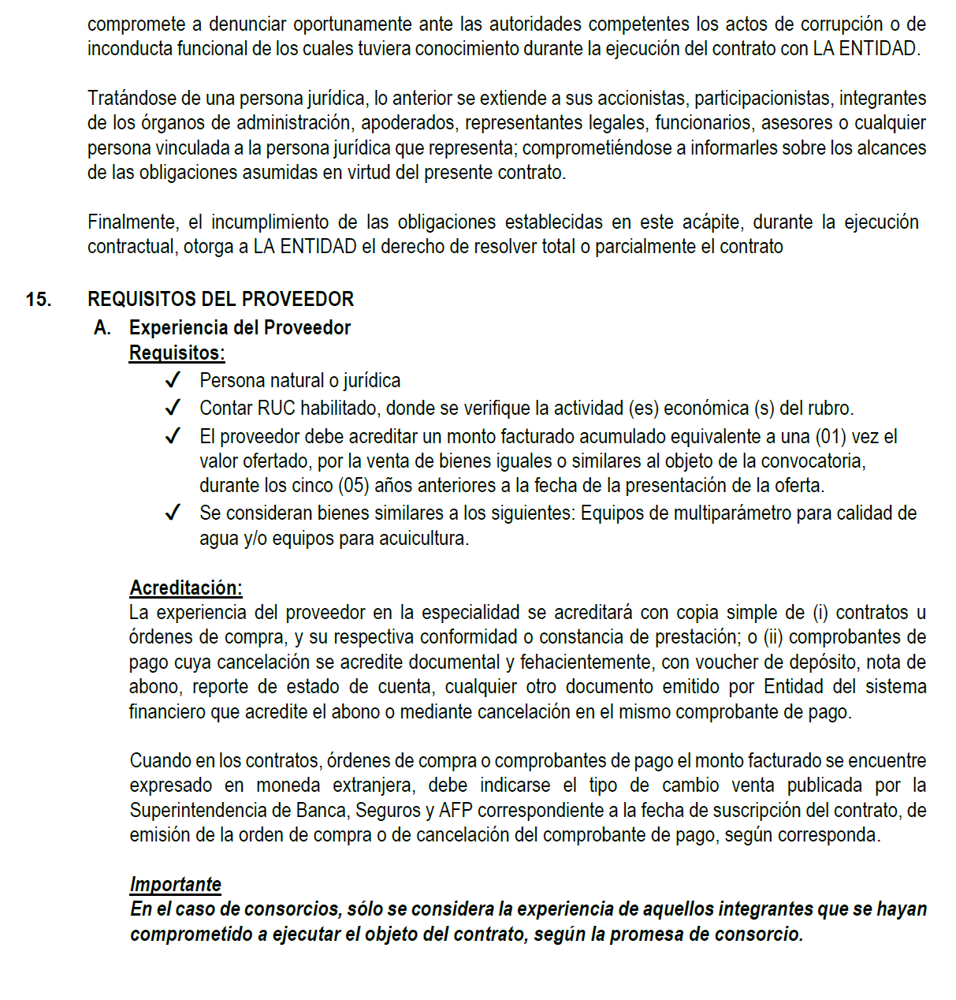 compromete a denunciar oportunamente ante las autoridades competentes los actos de corrupción o de
inconducta funcional de los cuales tuviera conocimiento durante la ejecución del contrato con LA ENTIDAD.
Tratándose de una persona jurídica, lo anterior se extiende a sus accionistas, participacionistas, integrantes
de los órganos de administración, apoderados, representantes legales, funcionarios, asesores o cualquier
persona vinculada a la persona jurídica que representa; comprometiéndose a informarles sobre los alcances
de las obligaciones asumidas en virtud del presente contrato.
Finalmente, el incumplimiento de las obligaciones establecidas en este acápite, durante la ejecución
contractual, otorga a LA ENTIDAD el derecho de resolver total o parcialmente el contrato
15. REQUISITOS DEL PROVEEDOR
A. Experiencia del Proveedor
Requisitos:
✓ Persona natural o jurídica
✓ Contar RUC habilitado, donde se verifique la actividad (es) económica (s) del rubro.
✓ El proveedor debe acreditar un monto facturado acumulado equivalente a una (01) vez el
valor ofertado, por la venta de bienes iguales o similares al objeto de la convocatoria,
durante los cinco (05) años anteriores a la fecha de la presentación de la oferta.
✓ Se consideran bienes similares a los siguientes: Equipos de multiparámetro para calidad de
agua y/o equipos para acuicultura.
Acreditación:
La experiencia del proveedor en la especialidad se acreditará con copia simple de (i) contratos u
órdenes de compra, y su respectiva conformidad o constancia de prestación; o (ii) comprobantes de
pago cuya cancelación se acredite documental y fehacientemente, con voucher de depósito, nota de
abono, reporte de estado de cuenta, cualquier otro documento emitido por Entidad del sistema
financiero que acredite el abono o mediante cancelación en el mismo comprobante de pago.
Cuando en los contratos, órdenes de compra o comprobantes de pago el monto facturado se encuentre
expresado en moneda extranjera, debe indicarse el tipo de cambio venta publicada por la
Superintendencia de Banca, Seguros y AFP correspondiente a la fecha de suscripción del contrato, de
emisión de la orden de compra o de cancelación del comprobante de pago, según corresponda.
Importante
En el caso de consorcios, sólo se considera la experiencia de aquellos integrantes que se hayan
comprometido a ejecutar el objeto del contrato, según la promesa de consorcio.